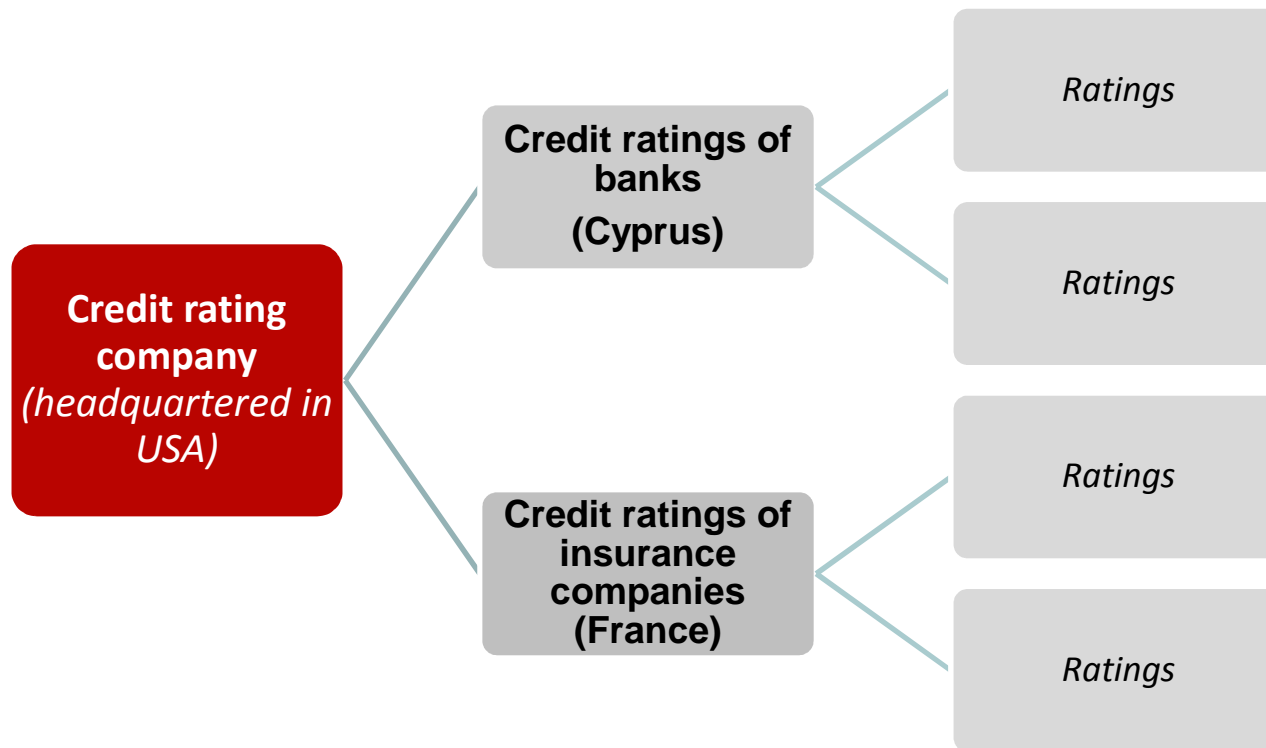 Credit rating
company
(headquartered in
USA)
Credit ratings of
banks
(Cyprus)
Ratings
Ratings
Credit ratings of
insurance
companies
(France)
Ratings
Ratings